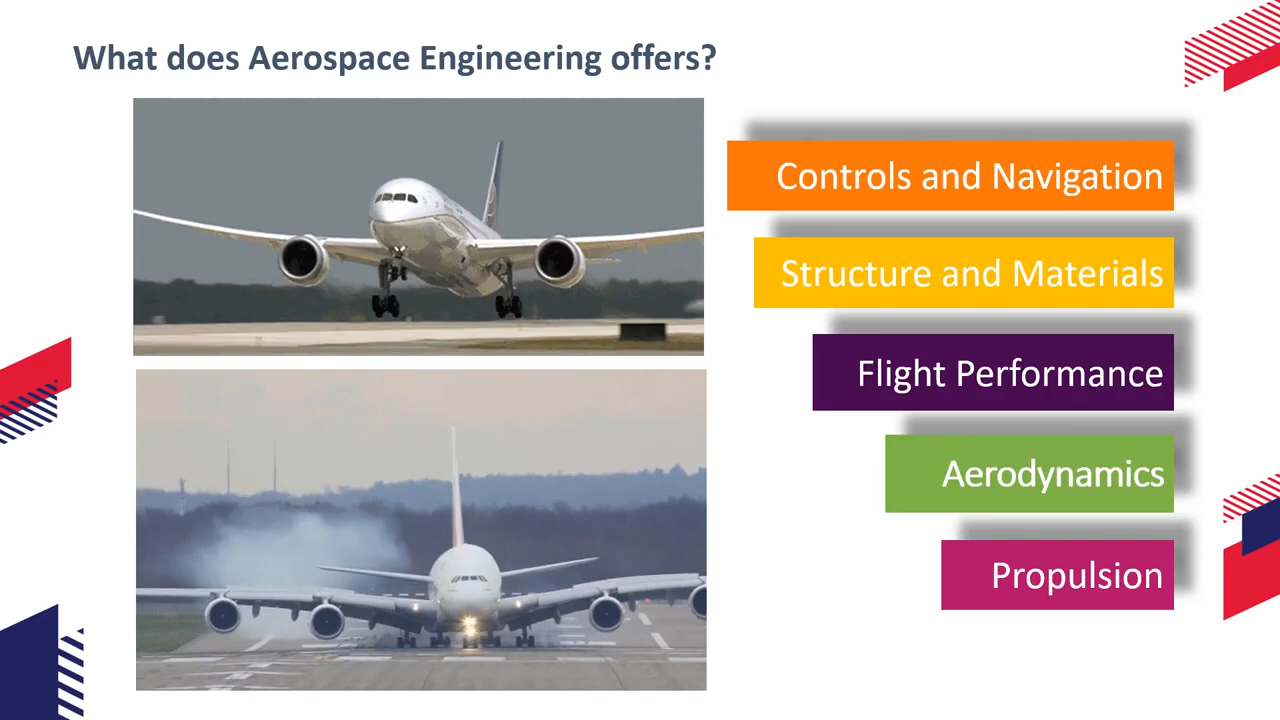 What does Aerospace Engineering offers?
Controls and Navigation
Structure and Materials
Flight Performance
Aerodynamics
Propulsion